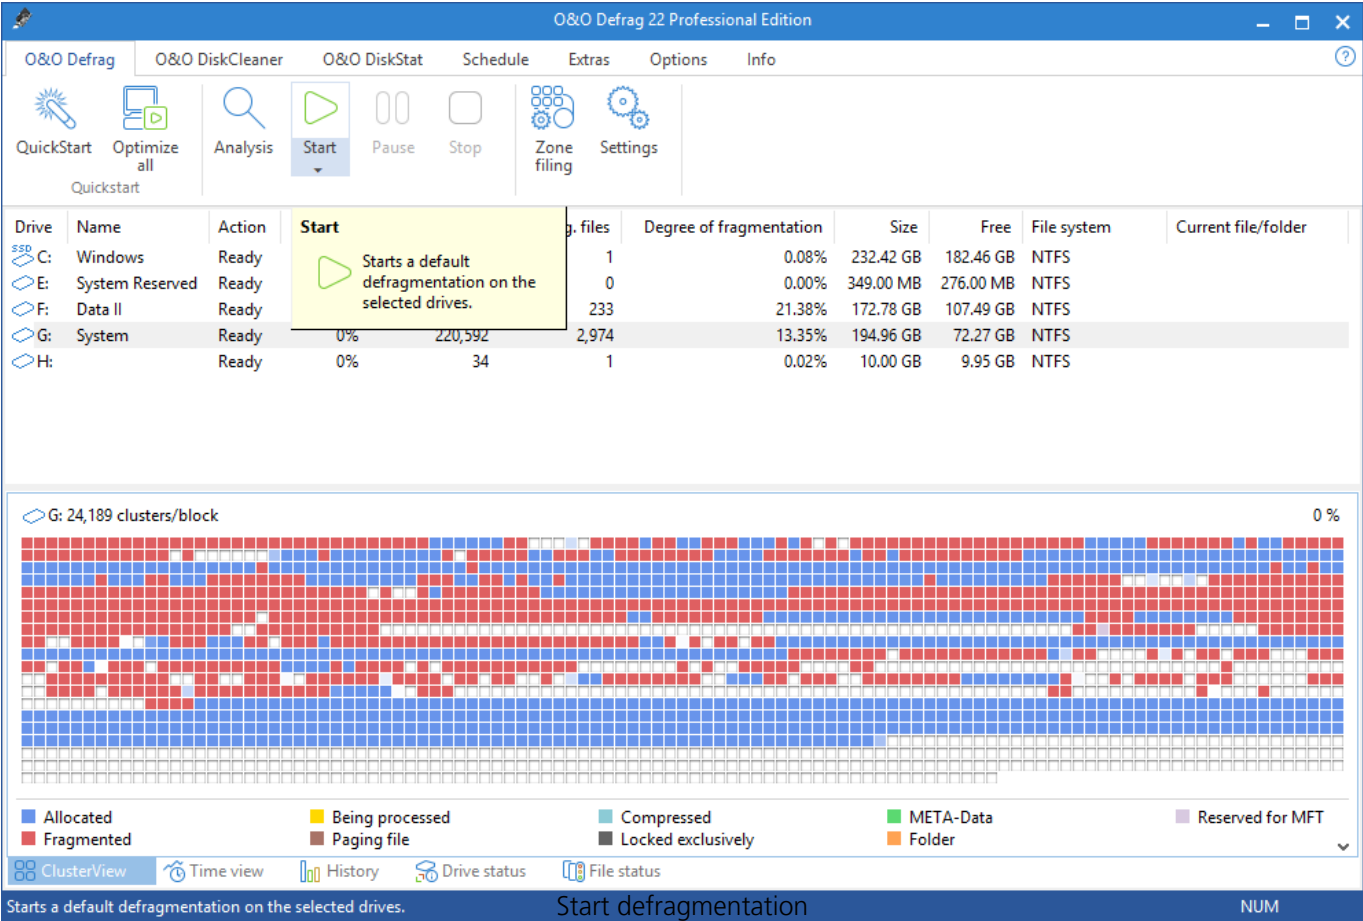 O&O Defrag 22 Professional Edition
O&O Defrag O&O DiskCleaner O&O DiskStat Schedule Extras Options Info ?
QuickStart Optimize all Analysis Start Pause Stop Zone filing Settings
Quickstart
Drive Name Action g. files Degree of fragmentation Size Free File system Current file/folder
Start
Starts a default
defragmentation on the
selected drives.
SSD C: Windows Ready 1 0.08% 232.42 GB 182.46 GB NTFS
E: System Reserved Ready 0 0.00% 349.00 MB 276.00 MB NTFS
F: Data II Ready 233 21.38% 172.78 GB 107.49 GB NTFS
G: System Ready 0% 220,592 2,974 13.35% 194.96 GB 72.27 GB NTFS
H: Ready 0% 34 1 0.02% 10.00 GB 9.95 GB NTFS
G: 24,189 clusters/block 0 %
Allocated Being processed Compressed META-Data Reserved for MFT
Fragmented Paging file Locked exclusively Folder
ClusterView Time view History Drive status File status
Starts a default defragmentation on the selected drives. Start defragmentation NUM